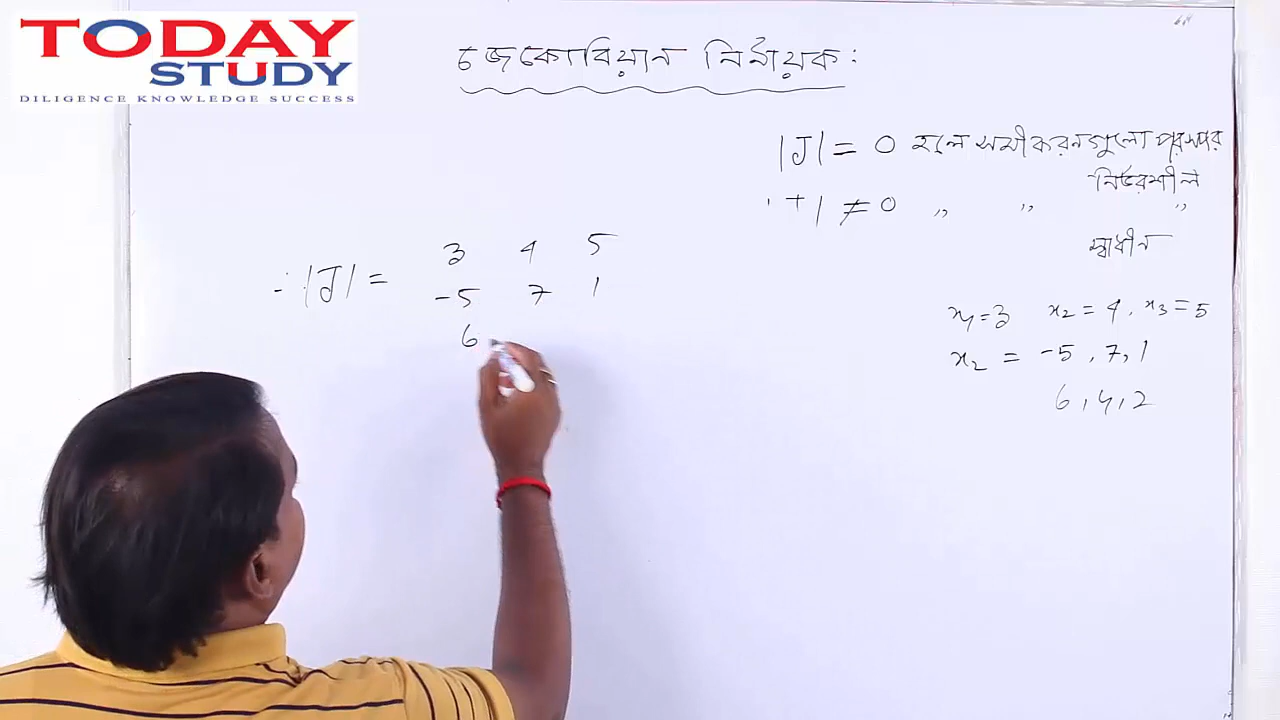 TODAY
STUDY
DILIGENCE KNOWLEDGE SUCCESS
জেকোবিয়ান নির্ণায়ক:
|J| = 0 হলে সমীকরনগুলো পরস্পর
নির্ভরশীল
| ≠ 0 ,, ,, ,,
স্বাধীন
∴ |J| = 3 4 5
-5 7 1
6
x₁ = 3 x₂ = 4, x₃ = 5
x₂ = -5, 7, 1
6, 4, 2